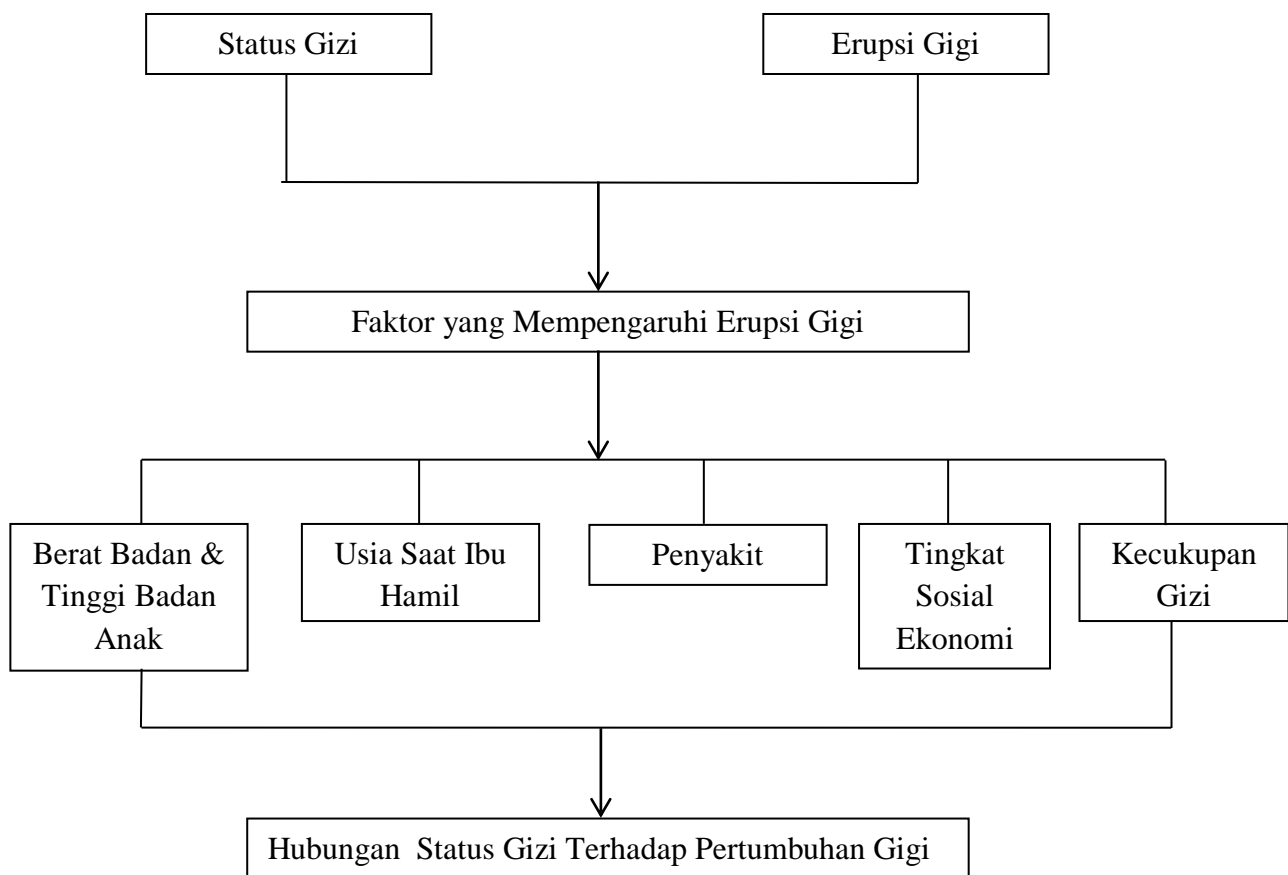 Status Gizi
Erupsi Gigi
Faktor yang Mempengaruhi Erupsi Gigi
Berat Badan &
Tinggi Badan
Anak
Usia Saat Ibu
Hamil
Penyakit
Tingkat
Sosial
Ekonomi
Kecukupan
Gizi
Hubungan Status Gizi Terhadap Pertumbuhan Gigi